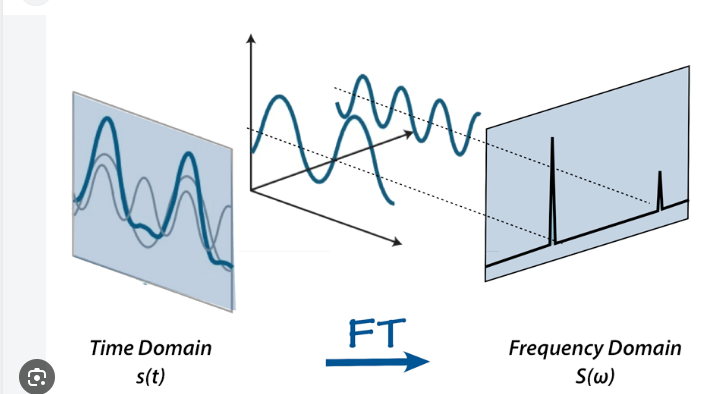 FT
Time Domain
s(t)
Frequency Domain
S(ω)